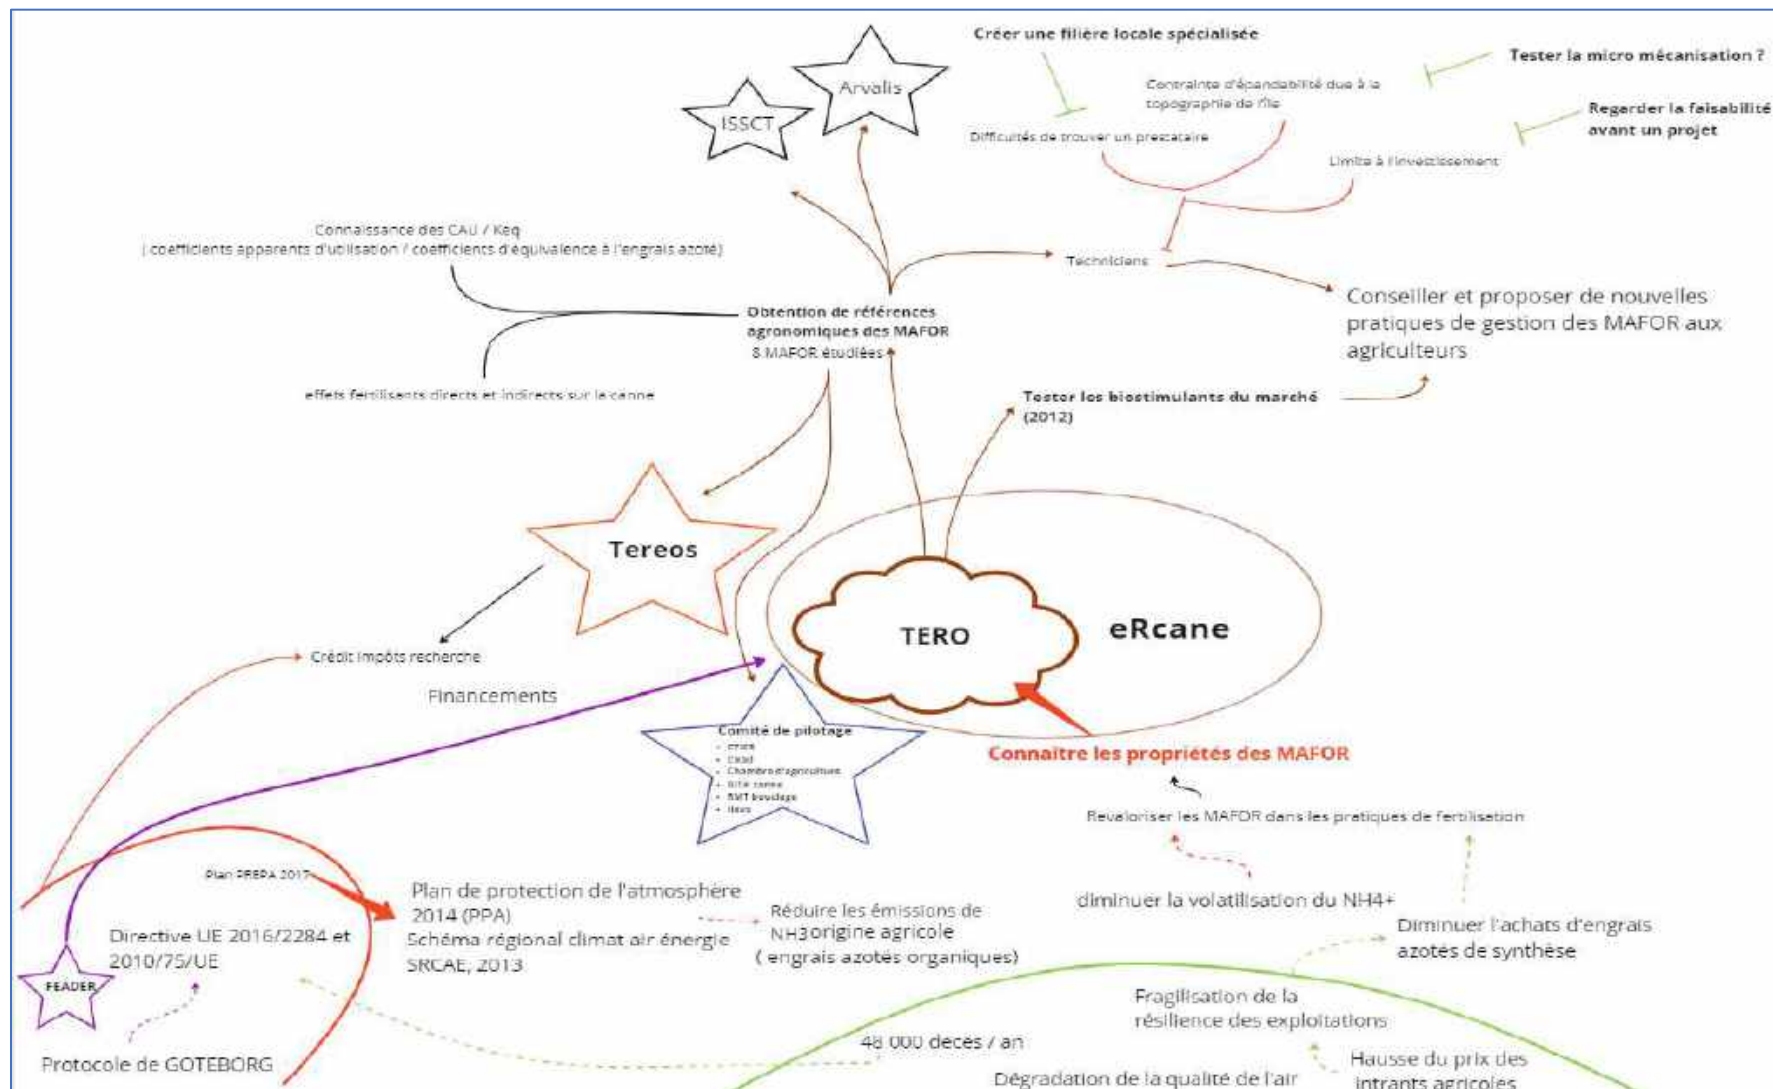 Créer une filière locale spécialisée
Tester la micro mécanisation ?
Arvalis
Contrainte d'épandabilité due à la
topographie de l'île
ISSCT
Regarder la faisabilité
avant un projet
Difficultés de trouver un prestataire
Limite à l'investissement
Connaissance des CAU / Keq
( coefficients apparents d'utilisation / coefficients d'équivalence à l'engrais azoté)
Techniciens
Obtention de références
agronomiques des MAFOR
8 MAFOR étudiées
Conseiller et proposer de nouvelles
pratiques de gestion des MAFOR aux
agriculteurs
effets fertilisants directs et indirects sur la canne
Tester les biostimulants du marché
(2012)
Tereos
TERO
eRcane
Crédit impôts recherche
Financements
Comité de pilotage
Chambre d'agriculture
Connaître les propriétés des MAFOR
Revaloriser les MAFOR dans les pratiques de fertilisation
Plan PREPA 2017
Plan de protection de l'atmosphère
2014 (PPA)
Schéma régional climat air énergie
SRCAE, 2013
Réduire les émissions de
NH3origine agricole
( engrais azotés organiques)
diminuer la volatilisation du NH4+
Diminuer l'achats d'engrais
azotés de synthèse
Directive UE 2016/2284 et
2010/75/UE
FEADER
Fragilisation de la
résilience des exploitations
Protocole de GOTEBORG
48 000 décès / an
Dégradation de la qualité de l'air
Hausse du prix des
intrants agricoles